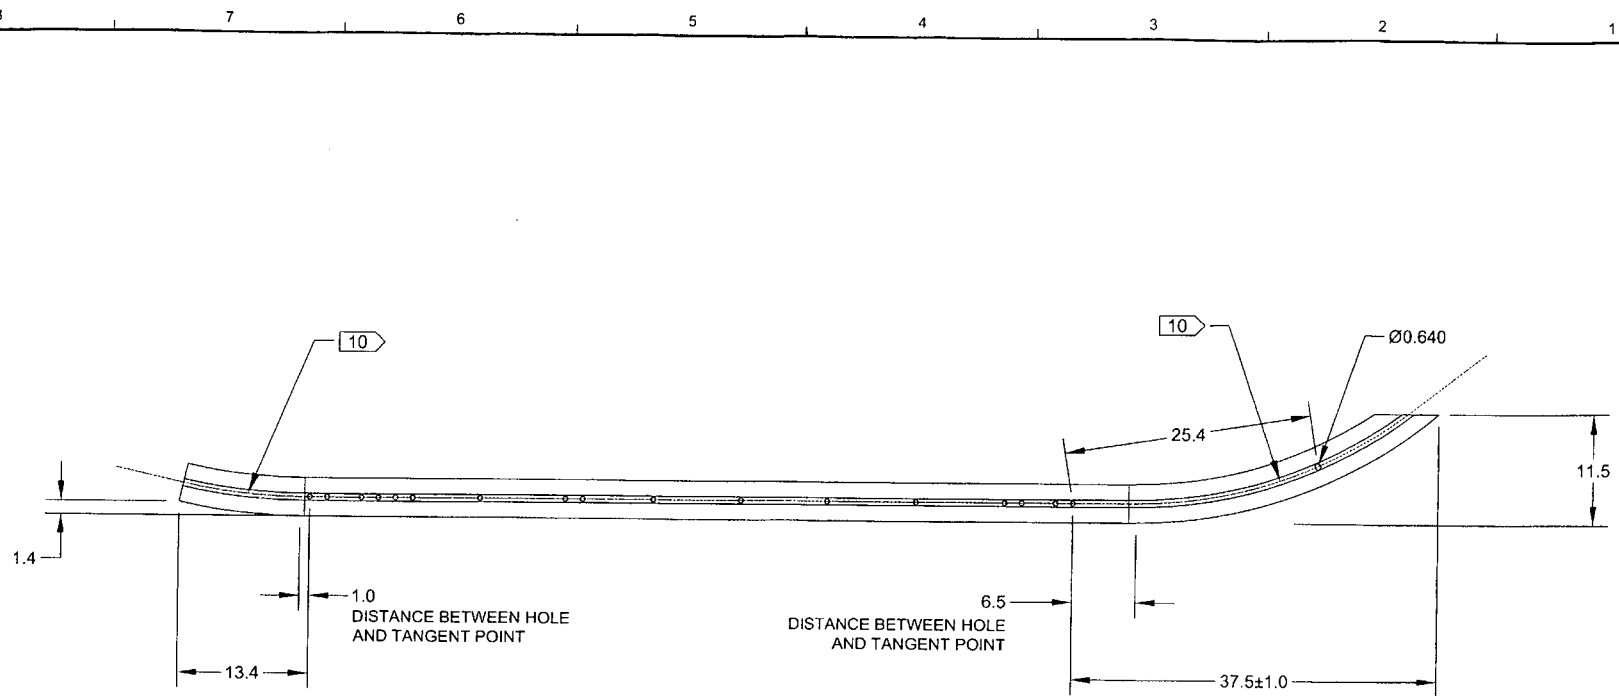 8 7 6 5 4 3 2 1
10
10
Ø0.640
25.4
11.5
1.4
1.0
DISTANCE BETWEEN HOLE
AND TANGENT POINT
6.5
DISTANCE BETWEEN HOLE
AND TANGENT POINT
13.4
37.5±1.0